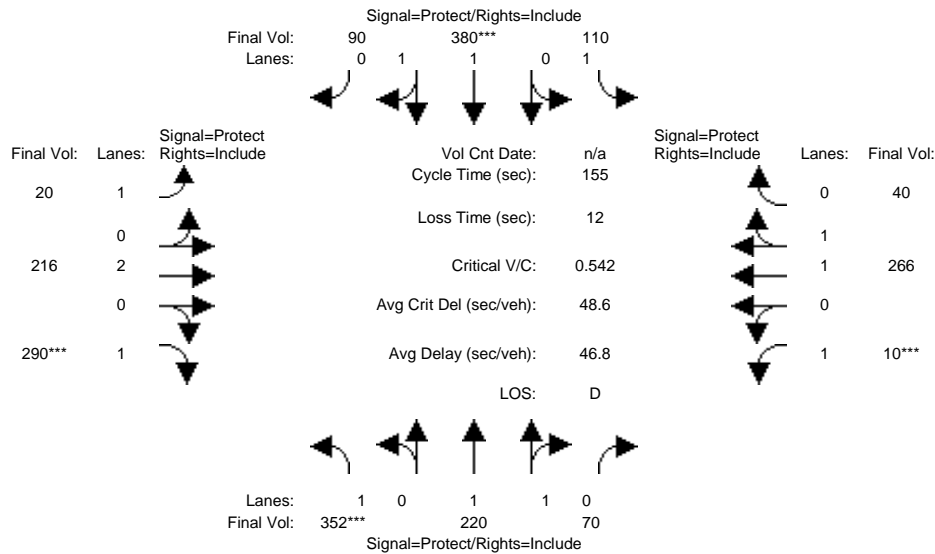 Signal=Protect/Rights=Include
Final Vol: 90 380*** 110
Lanes: 0 1 1 0 1
Signal=Protect Signal=Protect
Final Vol: Lanes: Rights=Include Vol Cnt Date: n/a Rights=Include Lanes: Final Vol:
Cycle Time (sec): 155
20 1 0 40
Loss Time (sec): 12
0 1
216 2 Critical V/C: 0.542 1 266
0 Avg Crit Del (sec/veh): 48.6 0
290*** 1 Avg Delay (sec/veh): 46.8 1 10***
LOS: D
Lanes: 1 0 1 1 0
Final Vol: 352*** 220 70
Signal=Protect/Rights=Include